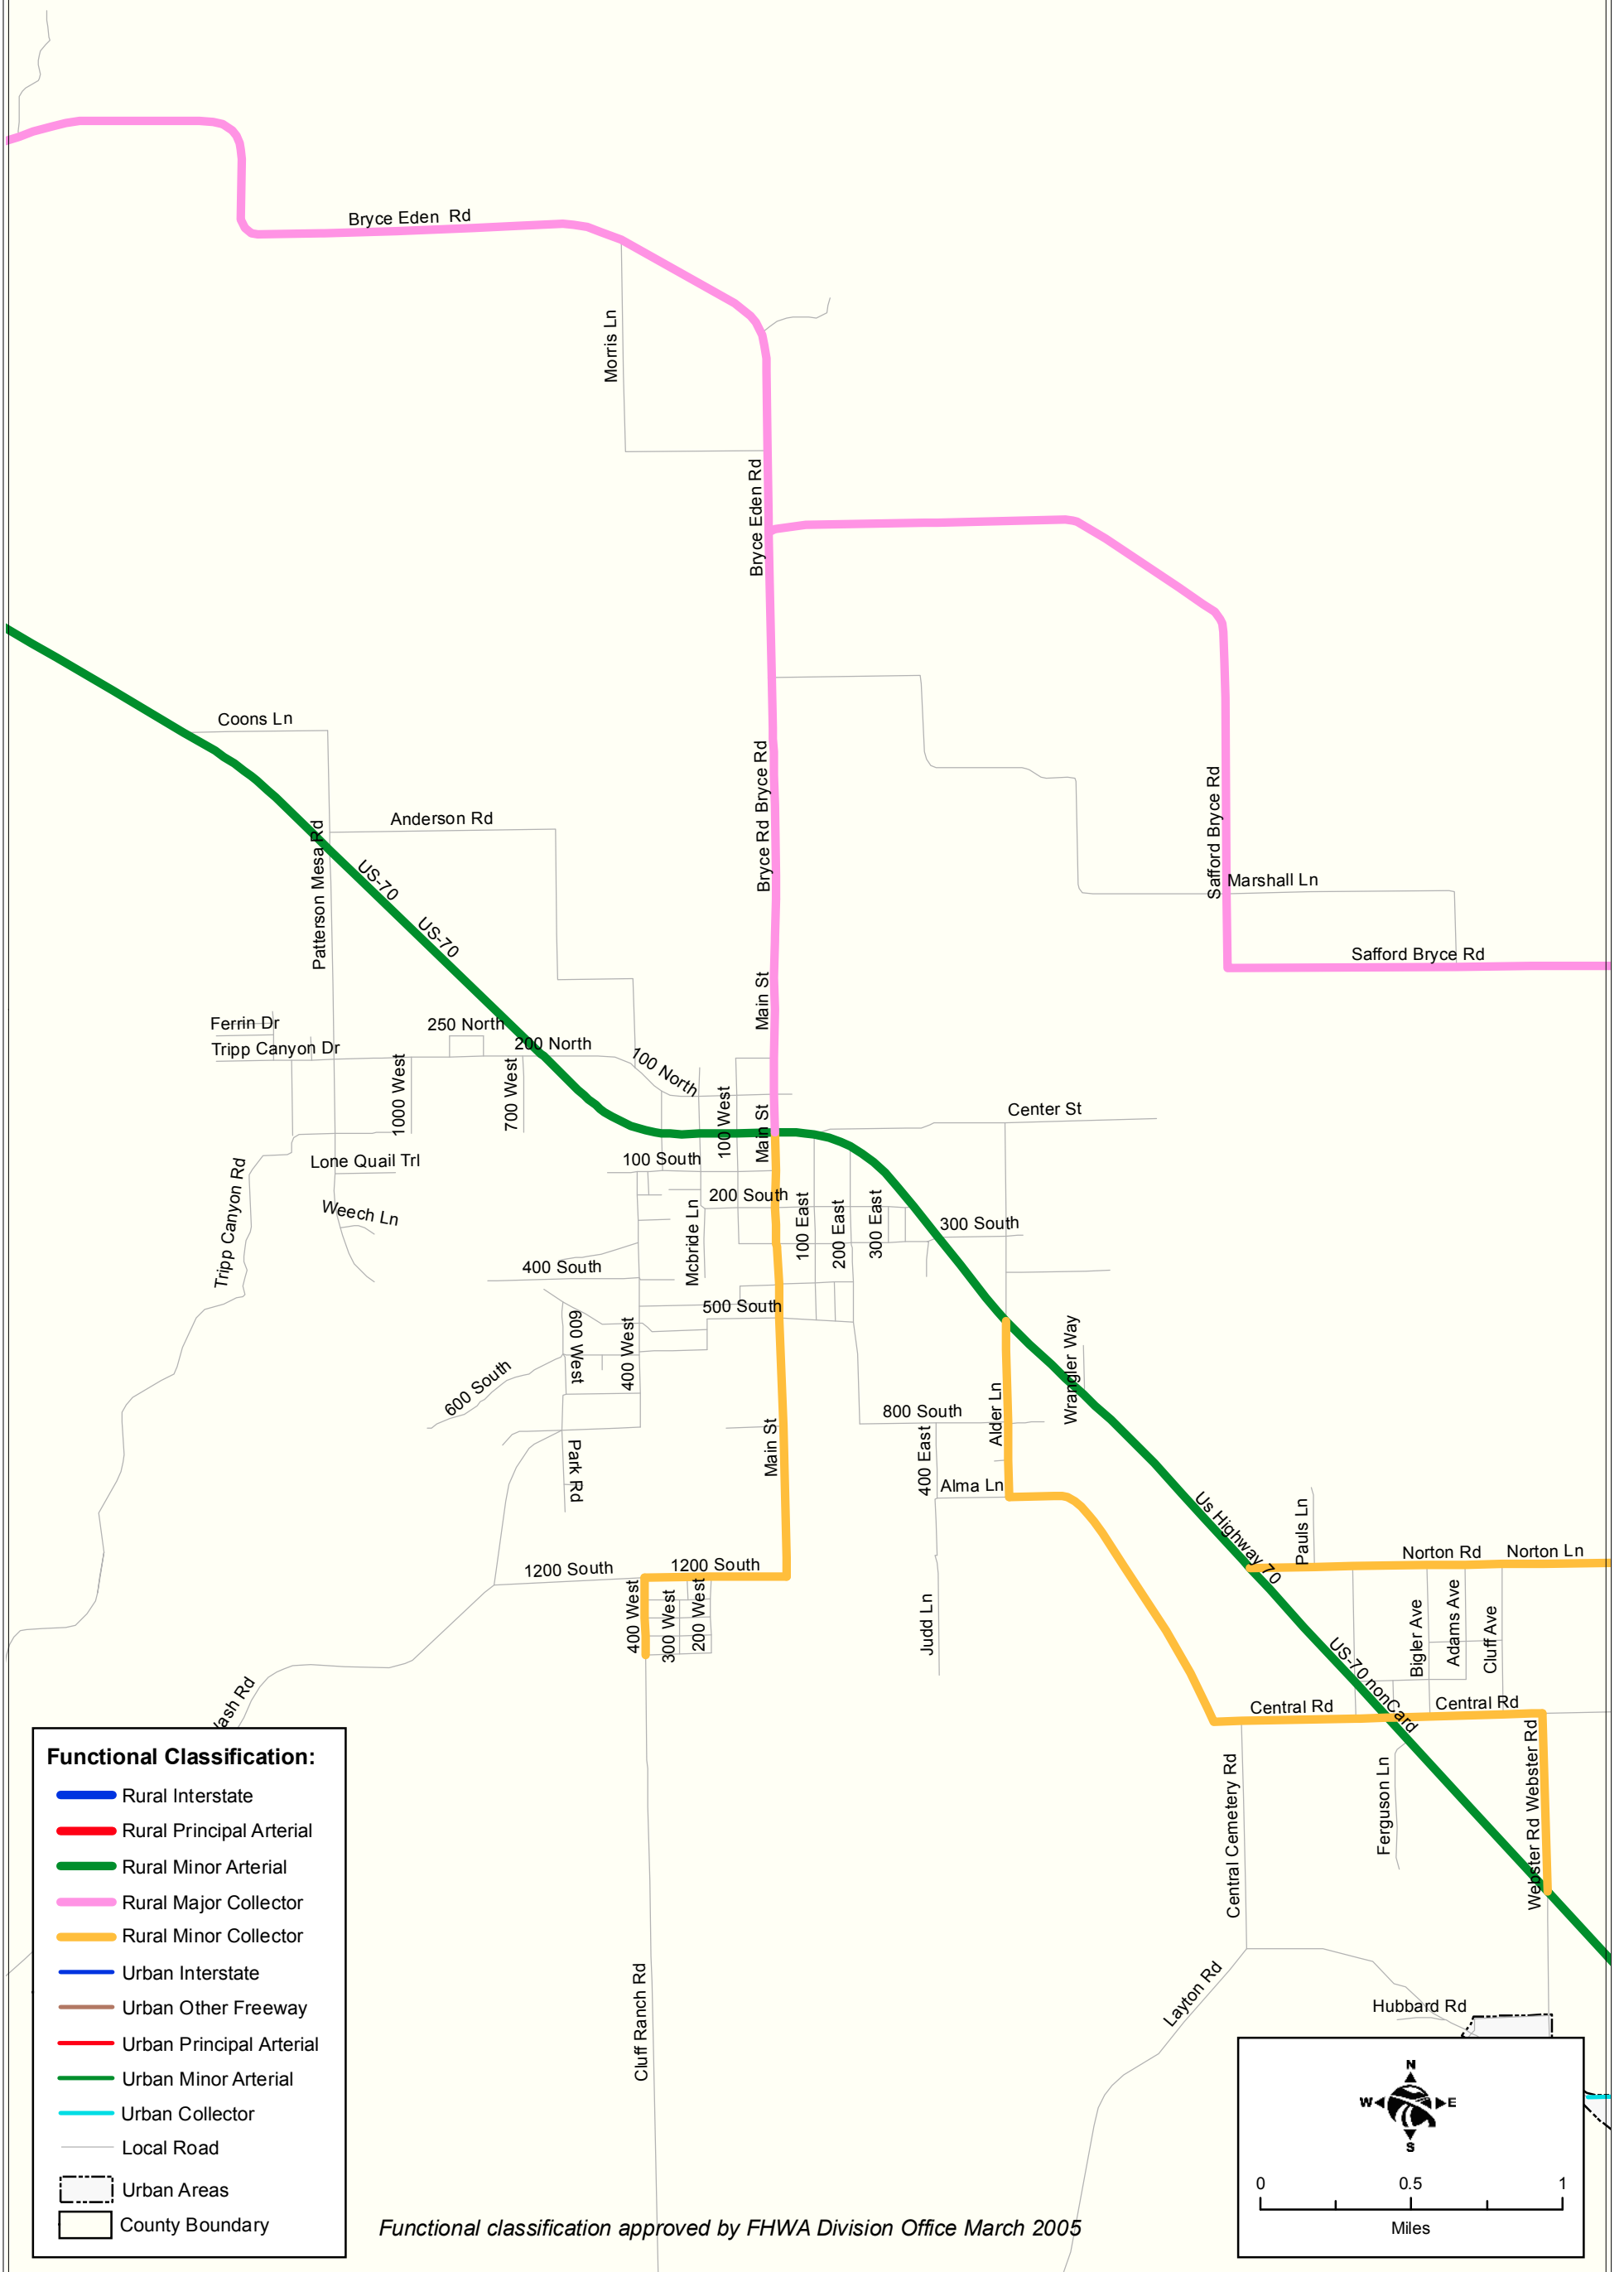 Bryce Eden Rd
Morris Ln
Bryce Eden Rd
Coons Ln
Bryce Rd Bryce Rd
Safford Bryce Rd
Anderson Rd
Patterson Mesa Rd
US-70
US-70
Marshall Ln
Safford Bryce Rd
Main St
Ferrin Dr
250 North
Tripp Canyon Dr
200 North
100 North
1000 West
700 West
100 West
Main St
Center St
Lone Quail Trl
100 South
Tripp Canyon Rd
Weech Ln
200 South
Mcbride Ln
100 East
200 East
300 East
300 South
400 South
500 South
600 West
400 West
Wrangler Way
600 South
Main St
800 South
Alder Ln
400 East
Park Rd
Alma Ln
Us Highway 70
Pauls Ln
Norton Rd
Norton Ln
1200 South
1200 South
400 West
300 West
200 West
Judd Ln
Bigler Ave
Adams Ave
Cluff Ave
US-70 nonCard
Central Rd
Central Rd
Central Cemetery Rd
Ferguson Ln
Webster Rd Webster Rd
Cluff Ranch Rd
Layton Rd
Hubbard Rd
Functional Classification:
Rural Interstate
Rural Principal Arterial
Rural Minor Arterial
Rural Major Collector
Rural Minor Collector
Urban Interstate
Urban Other Freeway
Urban Principal Arterial
Urban Minor Arterial
Urban Collector
Local Road
Urban Areas
County Boundary
Functional classification approved by FHWA Division Office March 2005
N
W E
S
0 0.5 1
Miles